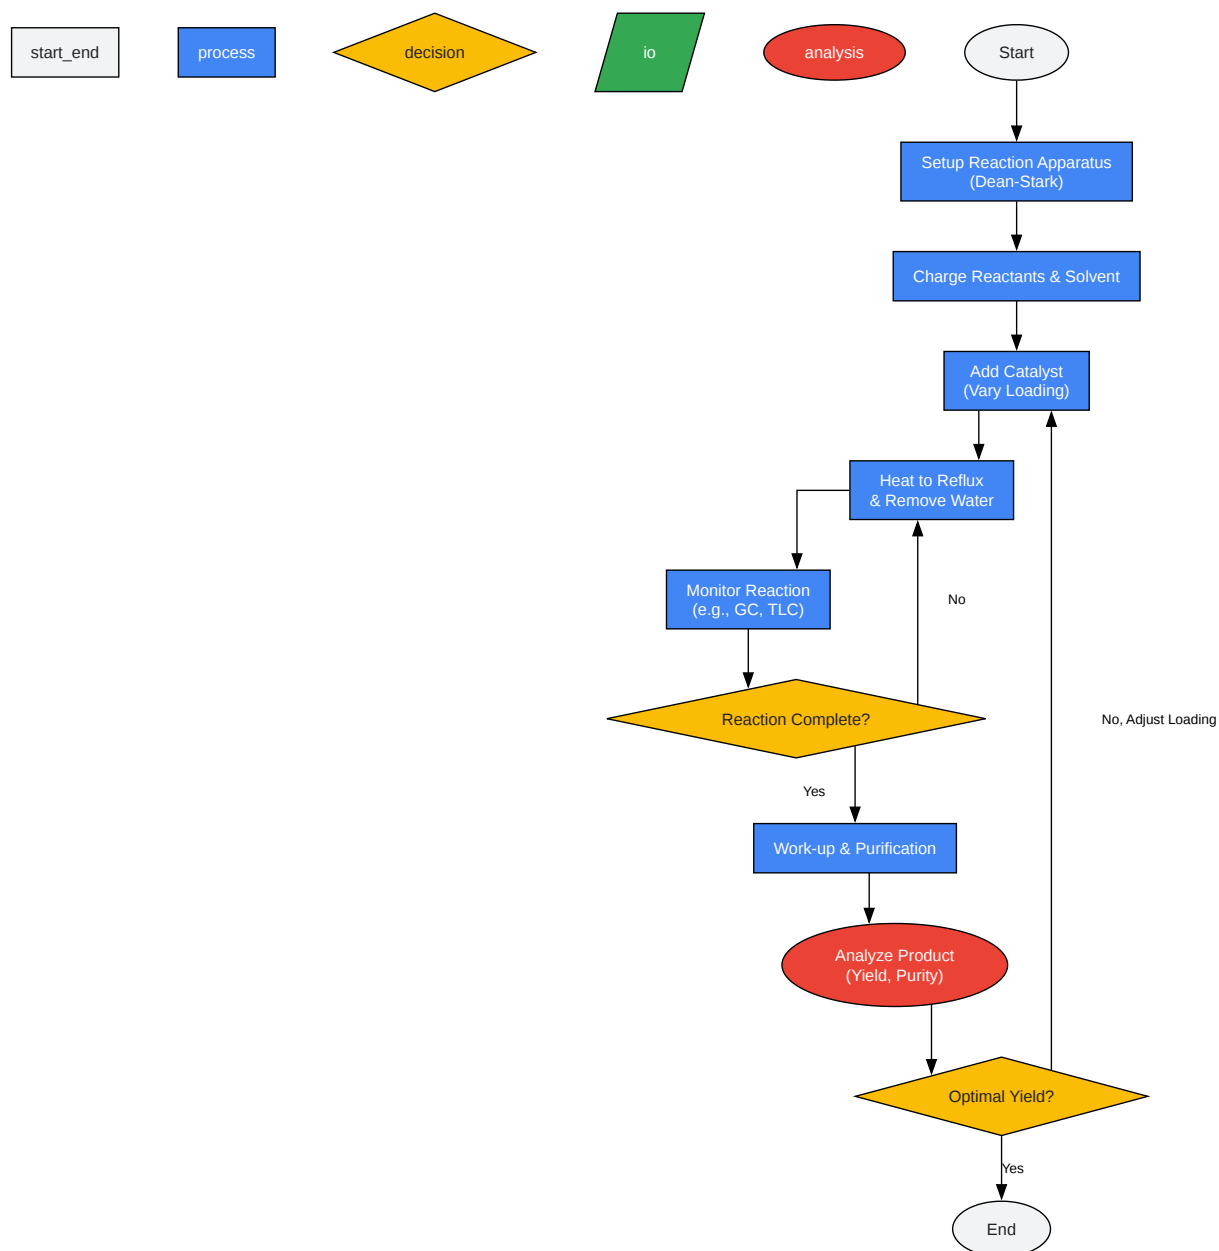 start_end
process
decision
io
analysis
Start
Setup Reaction Apparatus
(Dean-Stark)
Charge Reactants & Solvent
Add Catalyst
(Vary Loading)
Heat to Reflux
& Remove Water
Monitor Reaction
(e.g., GC, TLC)
No
Reaction Complete?
No, Adjust Loading
Yes
Work-up & Purification
Analyze Product
(Yield, Purity)
Optimal Yield?
Yes
End